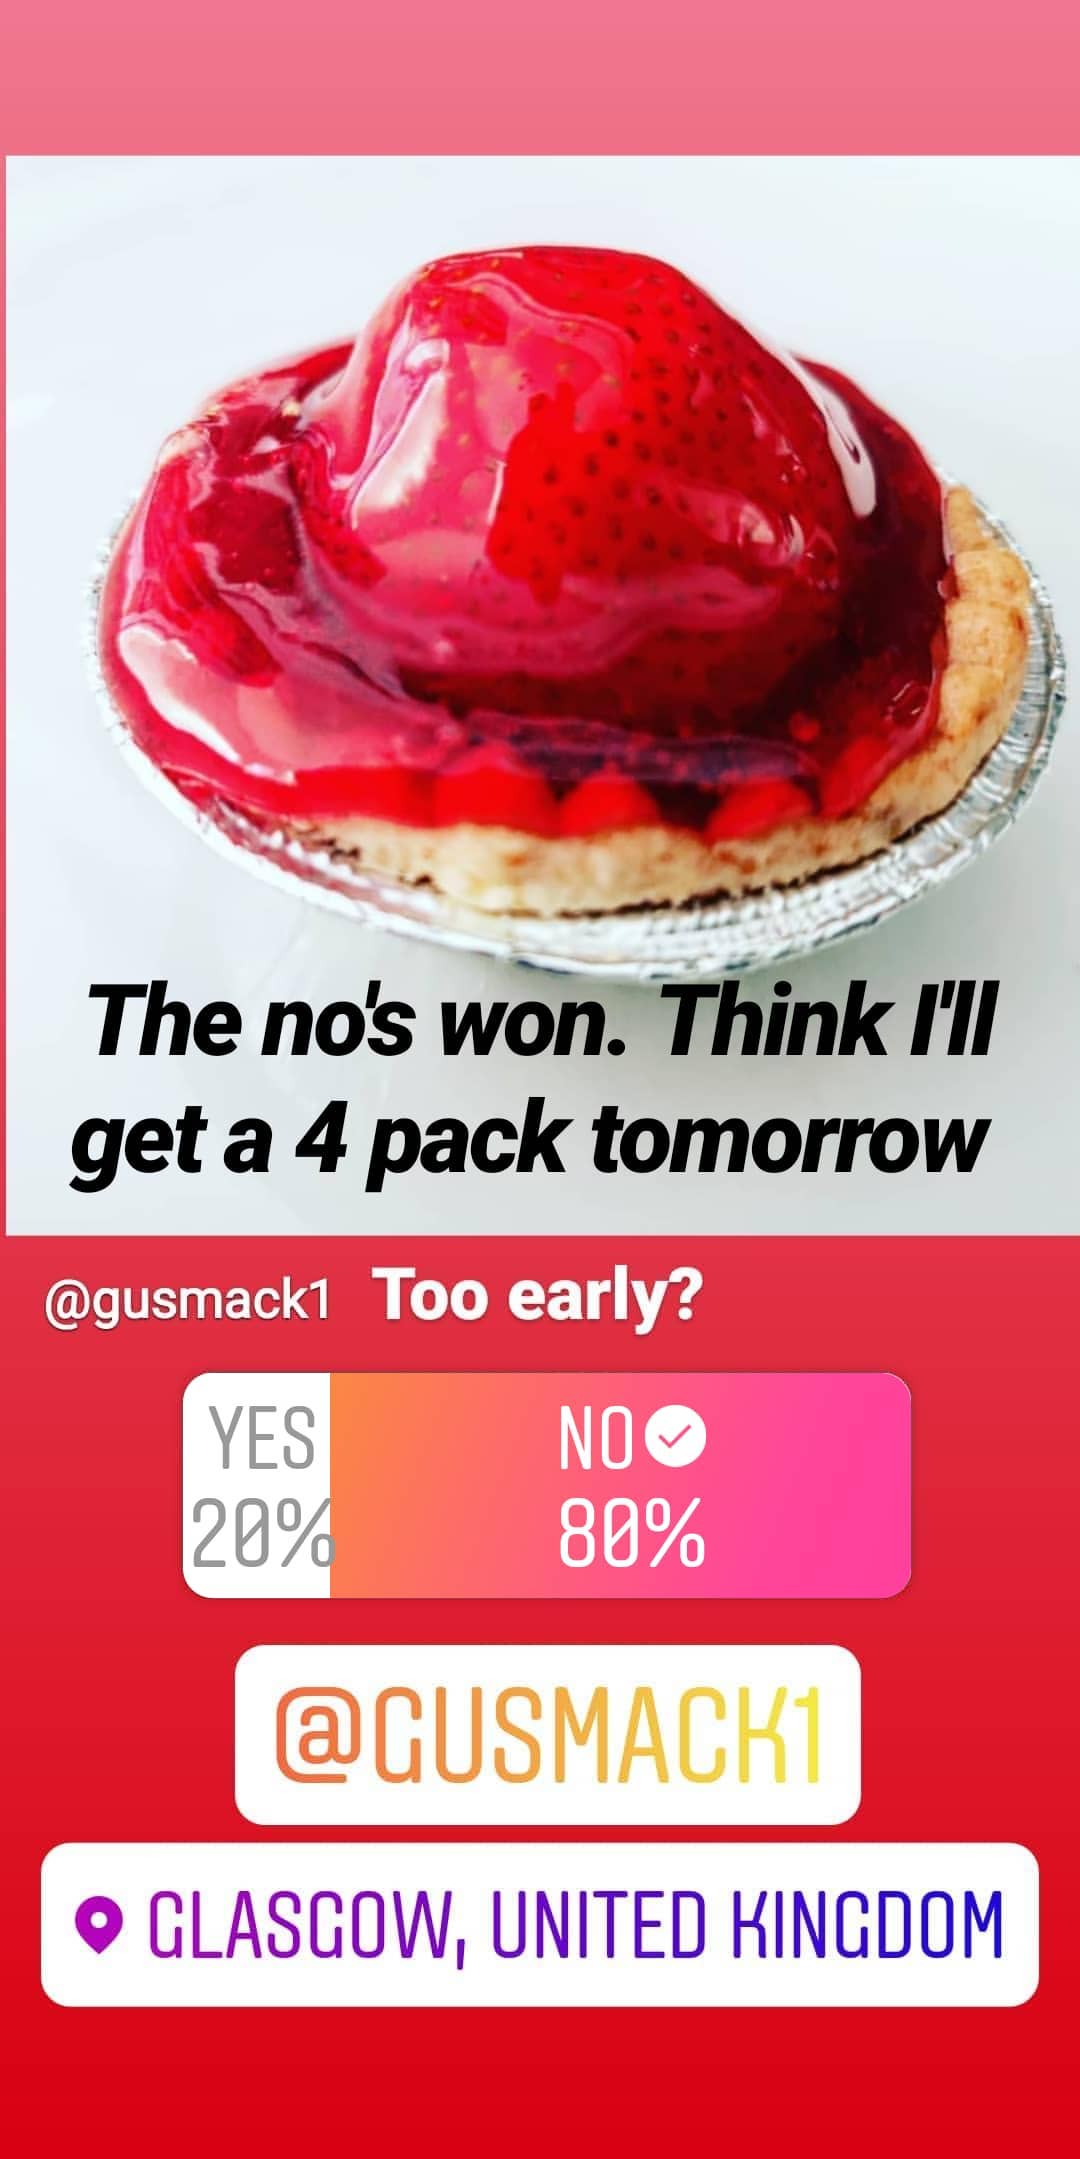 The no's won. Think I'll
get a 4 pack tomorrow
@gusmack1 Too early?
YES NO
20% 80%
@GUSMACK1
GLASGOW, UNITED KINGDOM